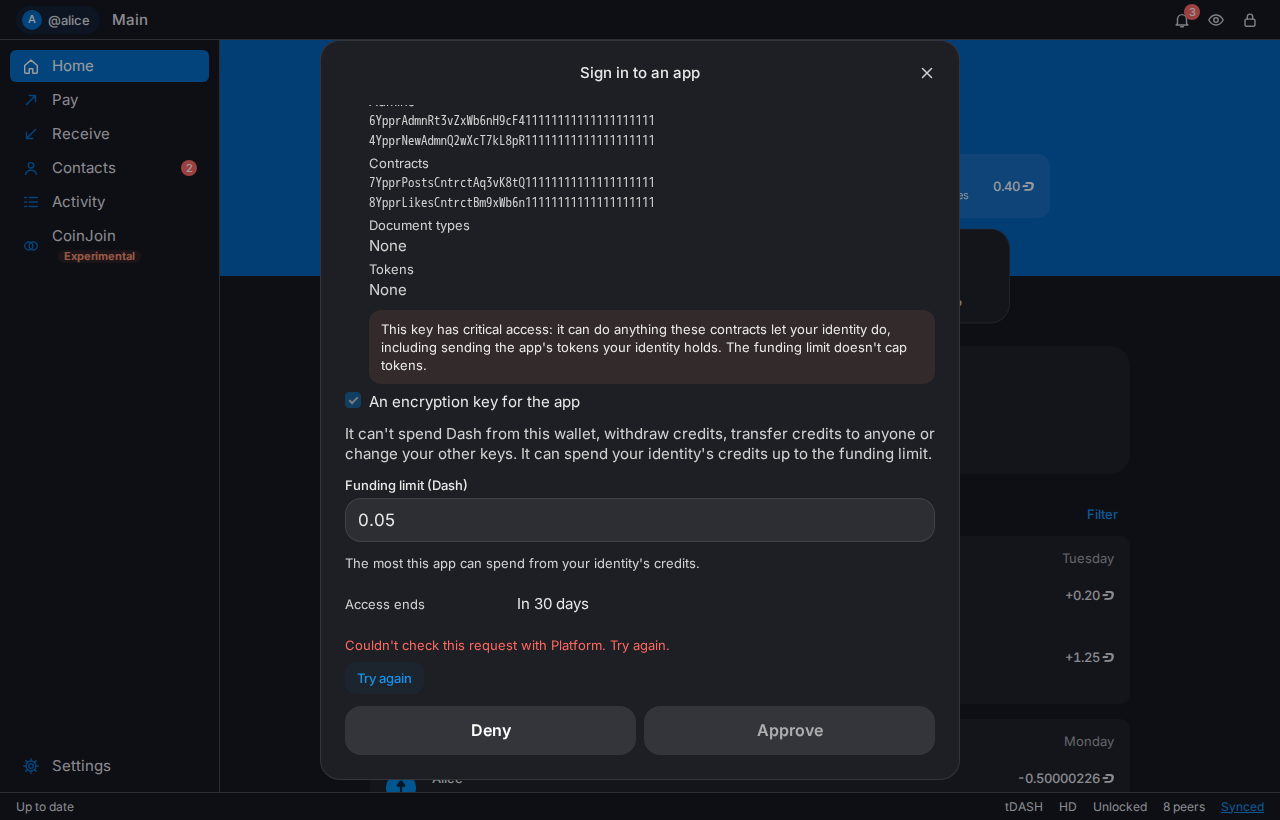 A @alice Main
3
Home
Pay
Receive
Contacts 2
Activity
CoinJoin
Experimental
Settings
Sign in to an app
6YpprAdmnRt3vZxWb6nH9cF41111111111111111111
4YpprNewAdmnQ2wXcT7kL8pR1111111111111111111
Contracts
7YpprPostsCntrctAq3vK8tQ1111111111111111111
8YpprLikesCntrctBm9xWb6n1111111111111111111
Document types
None
Tokens
None
This key has critical access: it can do anything these contracts let your identity do,
including sending the app's tokens your identity holds. The funding limit doesn't cap
tokens.
An encryption key for the app
It can't spend Dash from this wallet, withdraw credits, transfer credits to anyone or
change your other keys. It can spend your identity's credits up to the funding limit.
Funding limit (Dash)
0.05
The most this app can spend from your identity's credits.
Access ends In 30 days
Couldn't check this request with Platform. Try again.
Try again
Deny Approve
0.40
Filter
Tuesday
+0.20
+1.25
Monday
Alice -0.50000226
Up to date tDASH HD Unlocked 8 peers Synced